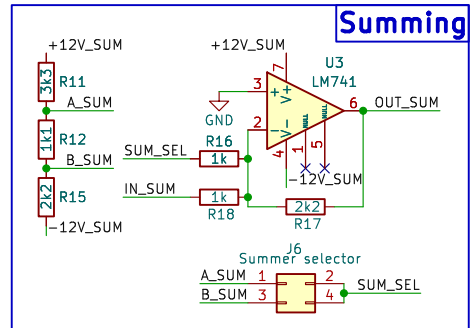 Summing
+12V_SUM
3k3
R11
A_SUM
1k1
R12
B_SUM
2k2
R15
-12V_SUM
+12V_SUM
U3
LM741
7
3
+
V+
GND
2
-
V-
6
OUT_SUM
NULL
NULL
4
1
5
-12V_SUM
SUM_SEL
R16
1k
IN_SUM
1k
R18
2k2
R17
J6
Summer selector
A_SUM
1
2
B_SUM
3
4
SUM_SEL